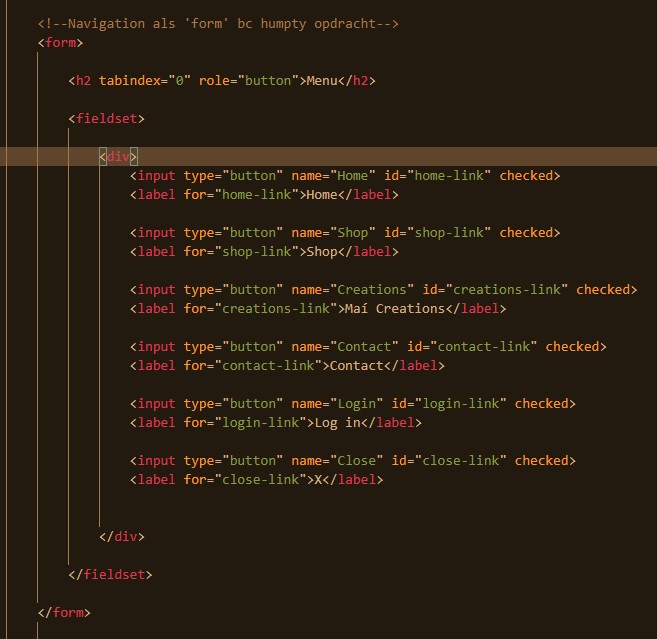 <!--Navigation als 'form' bc humpty opdracht-->
<form>
<h2 tabindex="0" role="button">Menu</h2>
<fieldset>
<div>
<input type="button" name="Home" id="home-link" checked>
<label for="home-link">Home</label>
<input type="button" name="Shop" id="shop-link" checked>
<label for="shop-link">Shop</label>
<input type="button" name="Creations" id="creations-link" checked>
<label for="creations-link">Maí Creations</label>
<input type="button" name="Contact" id="contact-link" checked>
<label for="contact-link">Contact</label>
<input type="button" name="Login" id="login-link" checked>
<label for="login-link">Log in</label>
<input type="button" name="Close" id="close-link" checked>
<label for="close-link">X</label>
</div>
</fieldset>
</form>